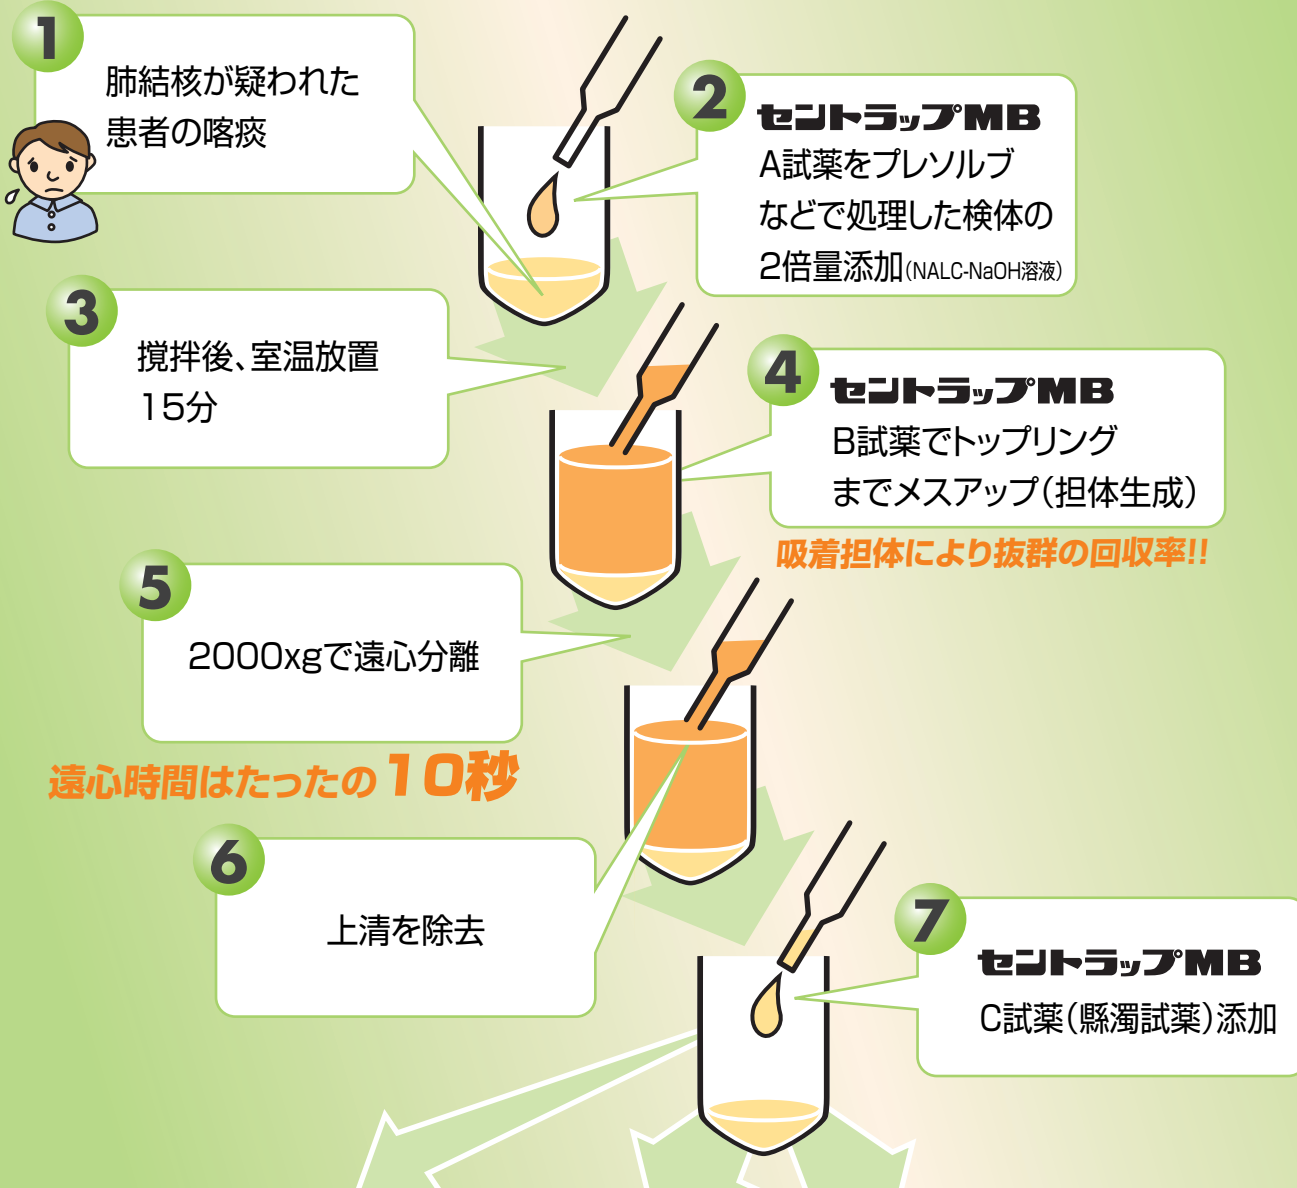 1
肺結核が疑われた
患者の喀痰
2
セントラップMB
A試薬をプレソルブ
などで処理した検体の
2倍量添加(NALC-NaOH溶液)
3
撹拌後、室温放置
15分
4
セントラップMB
B試薬でトップリング
までメスアップ(担体生成)
吸着担体により抜群の回収率!!
5
2000xgで遠心分離
遠心時間はたったの10秒
6
上清を除去
7
セントラップMB
C試薬(縣濁試薬)添加